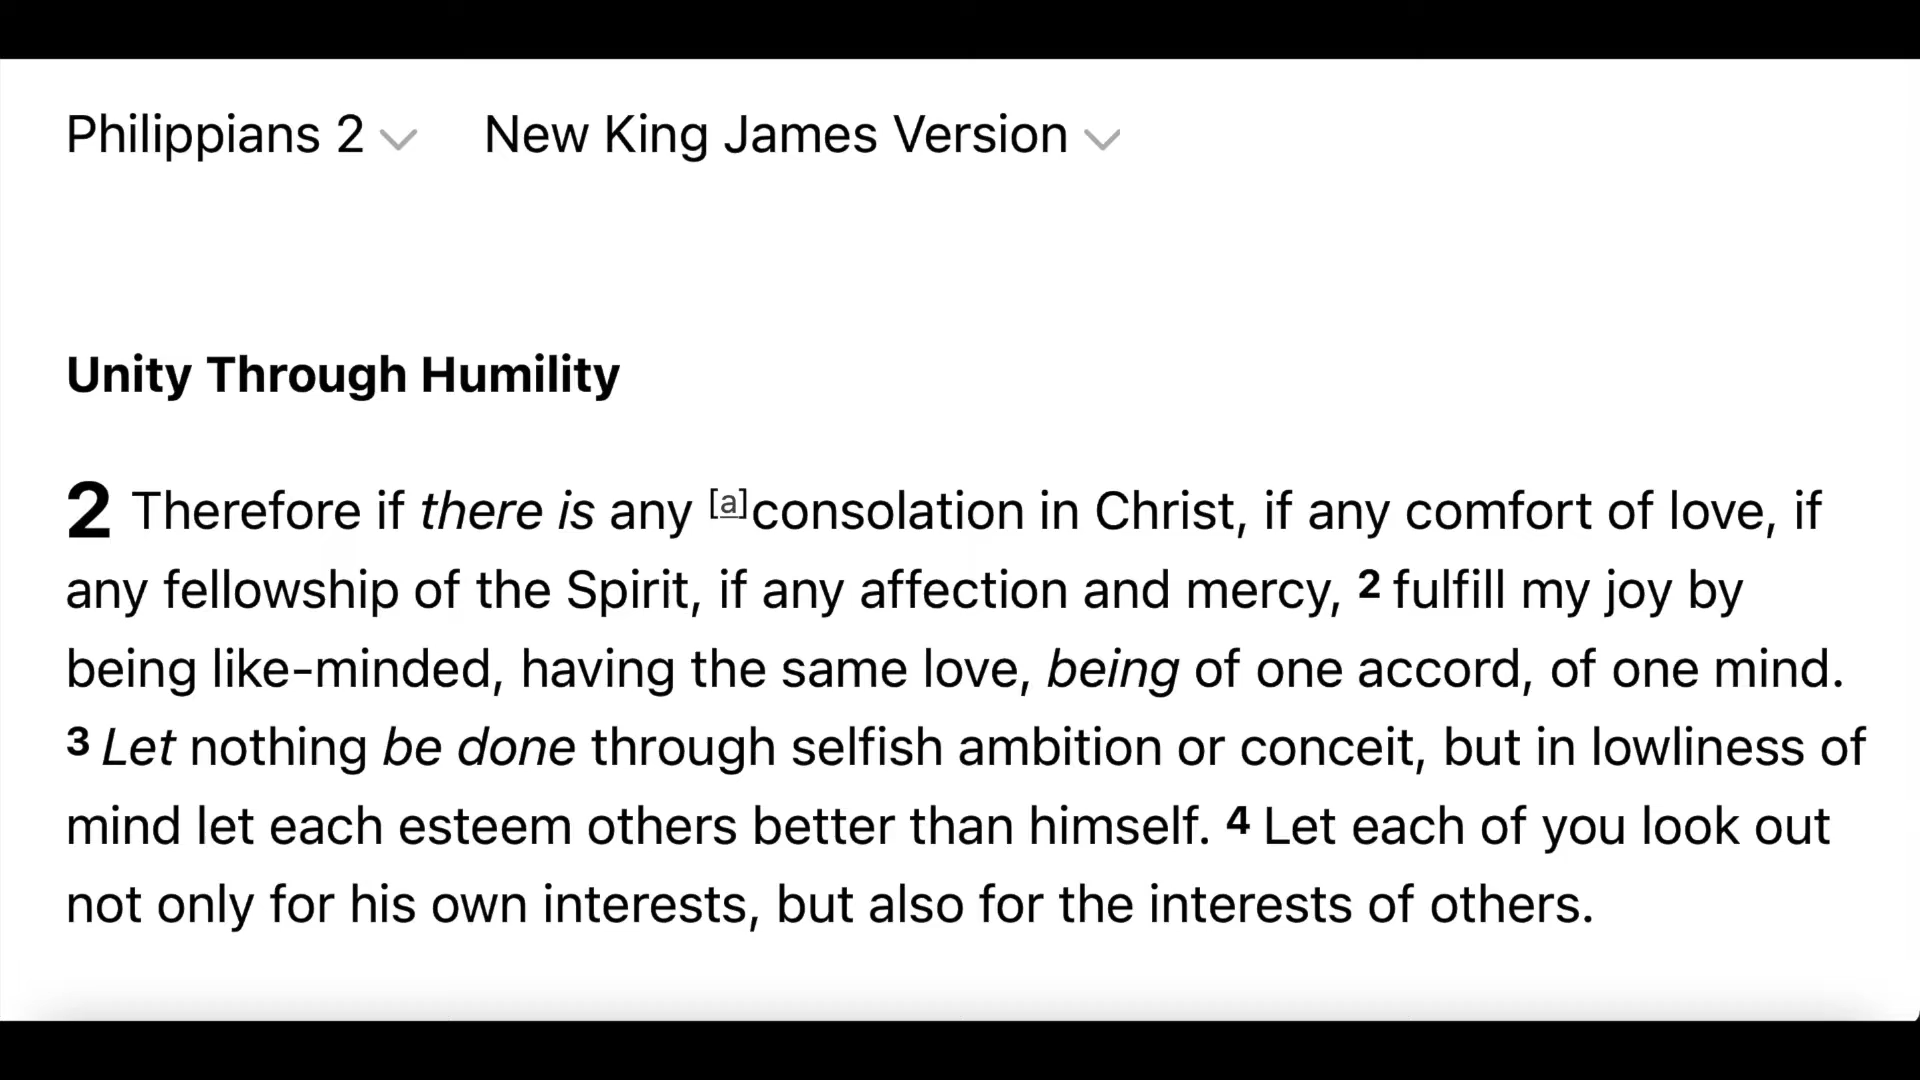 Philippians 2 New King James Version
Unity Through Humility
2 Therefore if there is any [a]consolation in Christ, if any comfort of love, if
any fellowship of the Spirit, if any affection and mercy, 2 fulfill my joy by
being like-minded, having the same love, being of one accord, of one mind.
3 Let nothing be done through selfish ambition or conceit, but in lowliness of
mind let each esteem others better than himself. 4 Let each of you look out
not only for his own interests, but also for the interests of others.